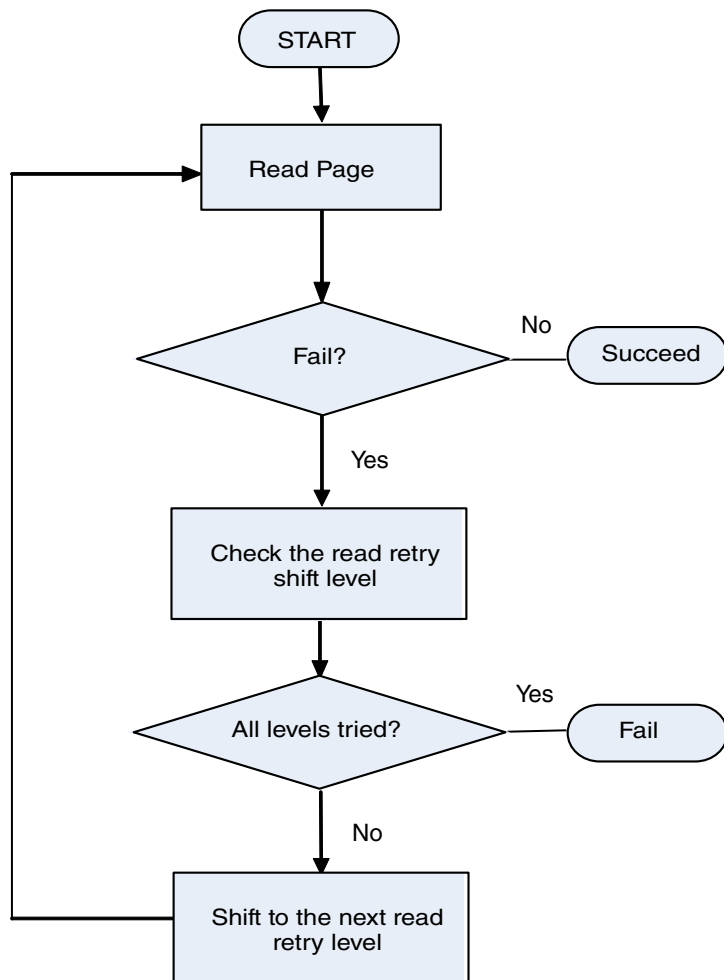 START
Read Page
Fail?
No
Succeed
Yes
Check the read retry
shift level
All levels tried?
Yes
Fail
No
Shift to the next read
retry level